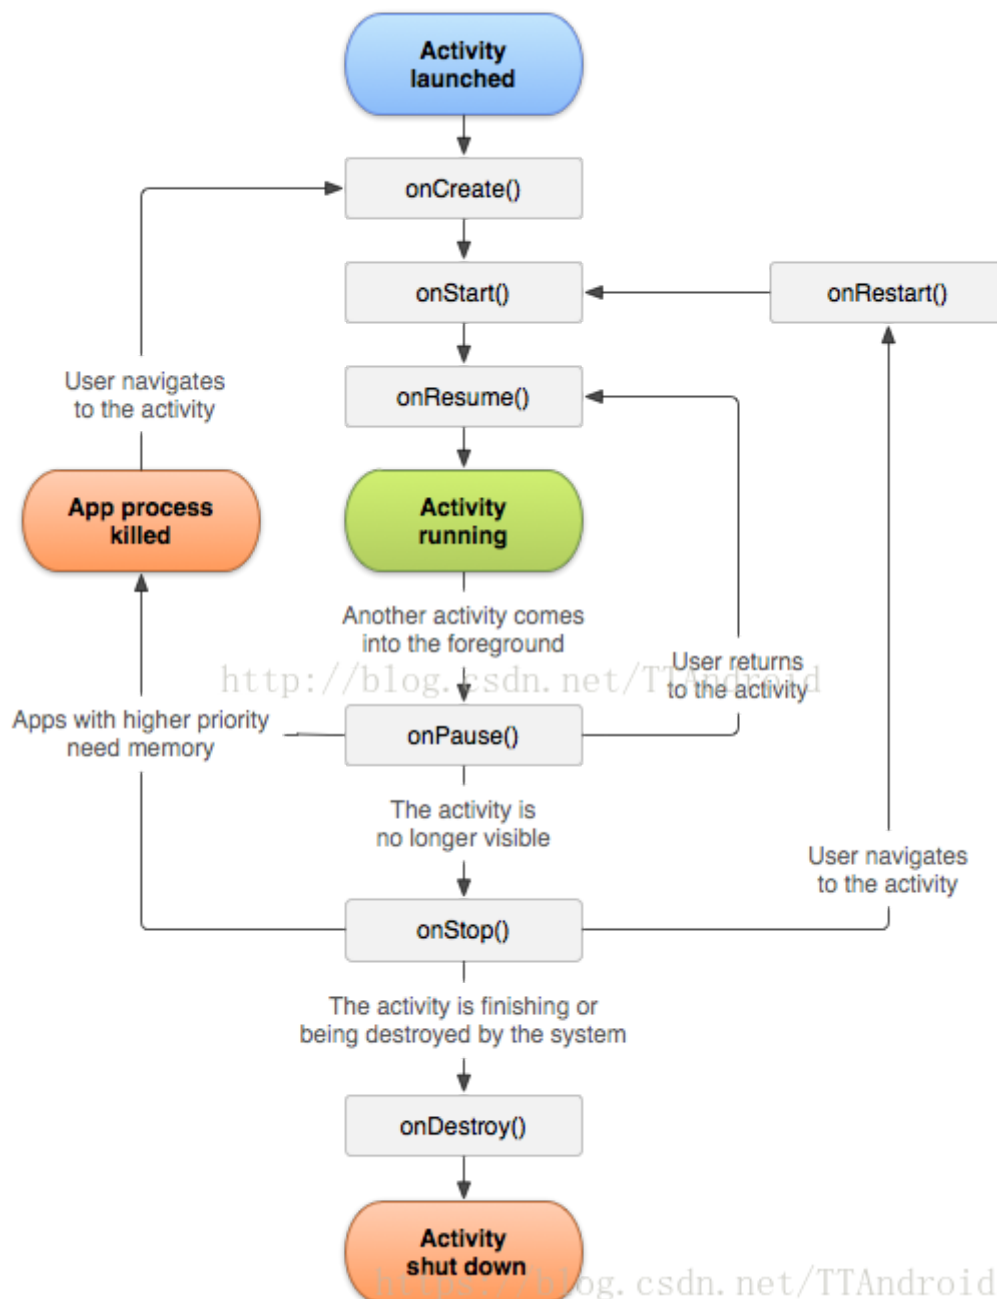 Activity
launched
onCreate()
onStart()
onRestart()
onResume()
User navigates
to the activity
App process
killed
Activity
running
Another activity comes
into the foreground
User returns
to the activity
http://blog.csdn.net/TTAndroid
Apps with higher priority
need memory
onPause()
The activity is
no longer visible
User navigates
to the activity
onStop()
The activity is finishing or
being destroyed by the system
onDestroy()
Activity
shut down
http://blog.csdn.net/TTAndroid